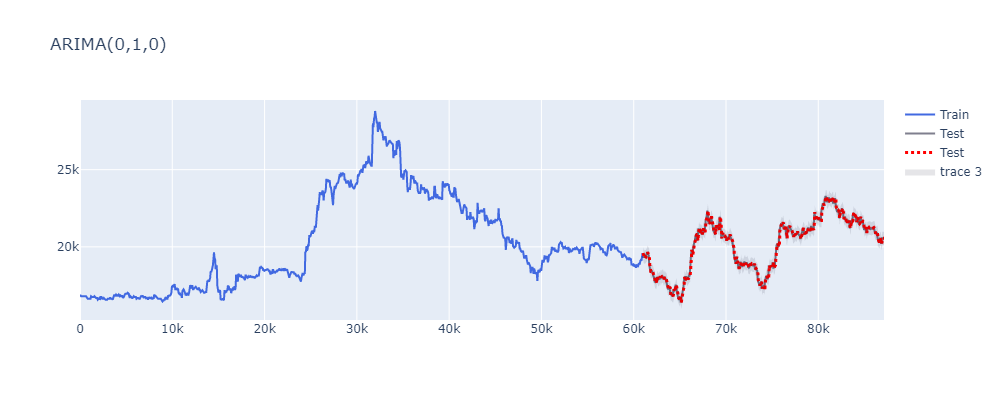 ARIMA(0,1,0)
Train
Test
Test
trace 3
25k
20k
0 10k 20k 30k 40k 50k 60k 70k 80k